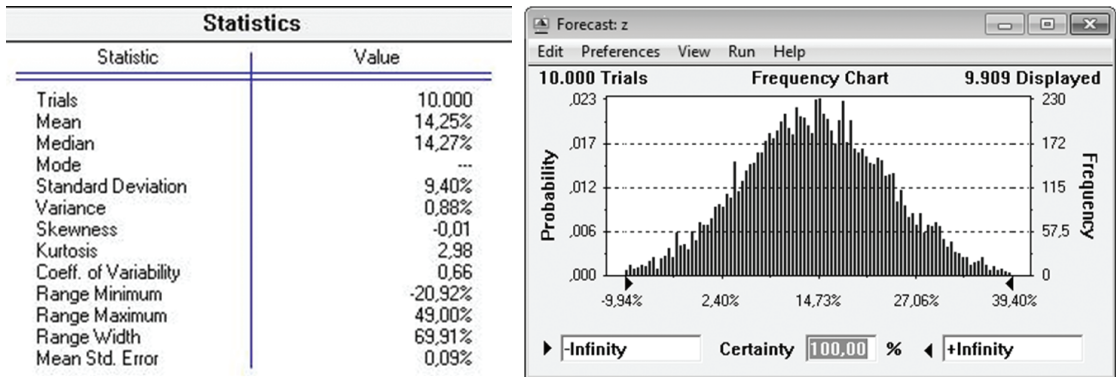 Statistics
Statistic Value
Trials 10.000
Mean 14,25%
Median 14,27%
Mode ---
Standard Deviation 9,40%
Variance 0,88%
Skewness -0,01
Kurtosis 2,98
Coeff. of Variability 0,66
Range Minimum -20,92%
Range Maximum 49,00%
Range Width 69,91%
Mean Std. Error 0,09%
Forecast: z
Edit Preferences View Run Help
10.000 Trials Frequency Chart 9.909 Displayed
,023 230
,017 172
,012 115
,006 57,5
,000 0
Probability
Frequency
-9,94% 2,40% 14,73% 27,06% 39,40%
-Infinity Certainty 100,00 % +Infinity